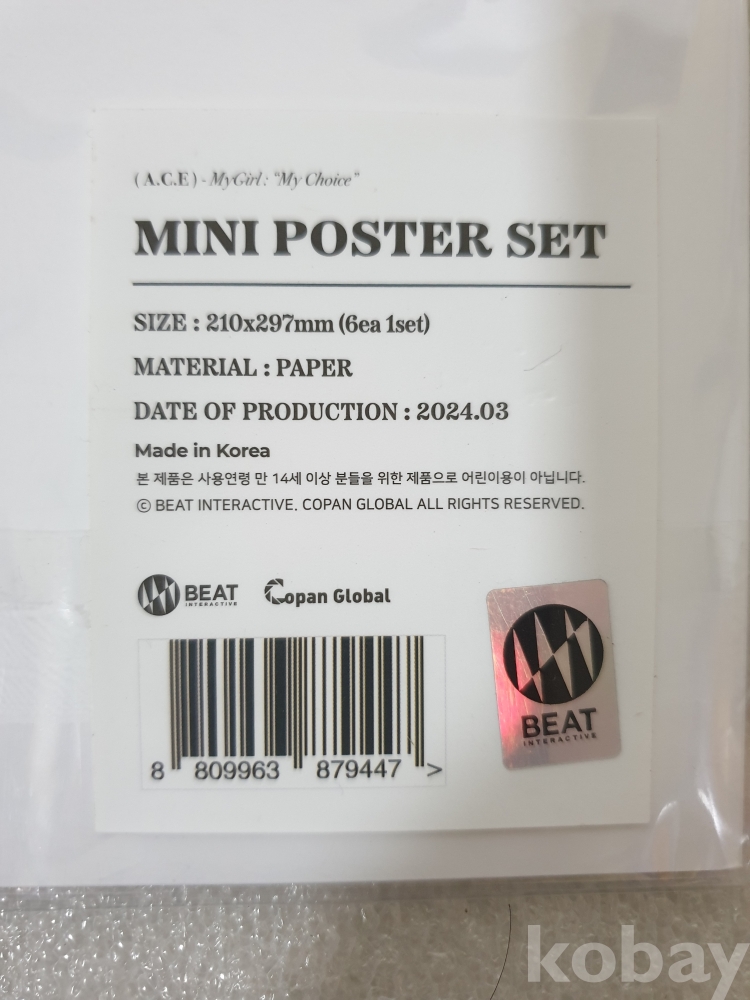 ( A.C.E ) - MyGirl : "My Choice"
MINI POSTER SET
SIZE : 210x297mm (6ea 1set)
MATERIAL : PAPER
DATE OF PRODUCTION : 2024.03
Made in Korea
본 제품은 사용연령 만 14세 이상 분들을 위한 제품으로 어린이용이 아닙니다.
ⓒ BEAT INTERACTIVE. COPAN GLOBAL ALL RIGHTS RESERVED.
BEAT
INTERACTIVE
Copan Global
BEAT
INTERACTIVE
8 809963 879447 >
kobay